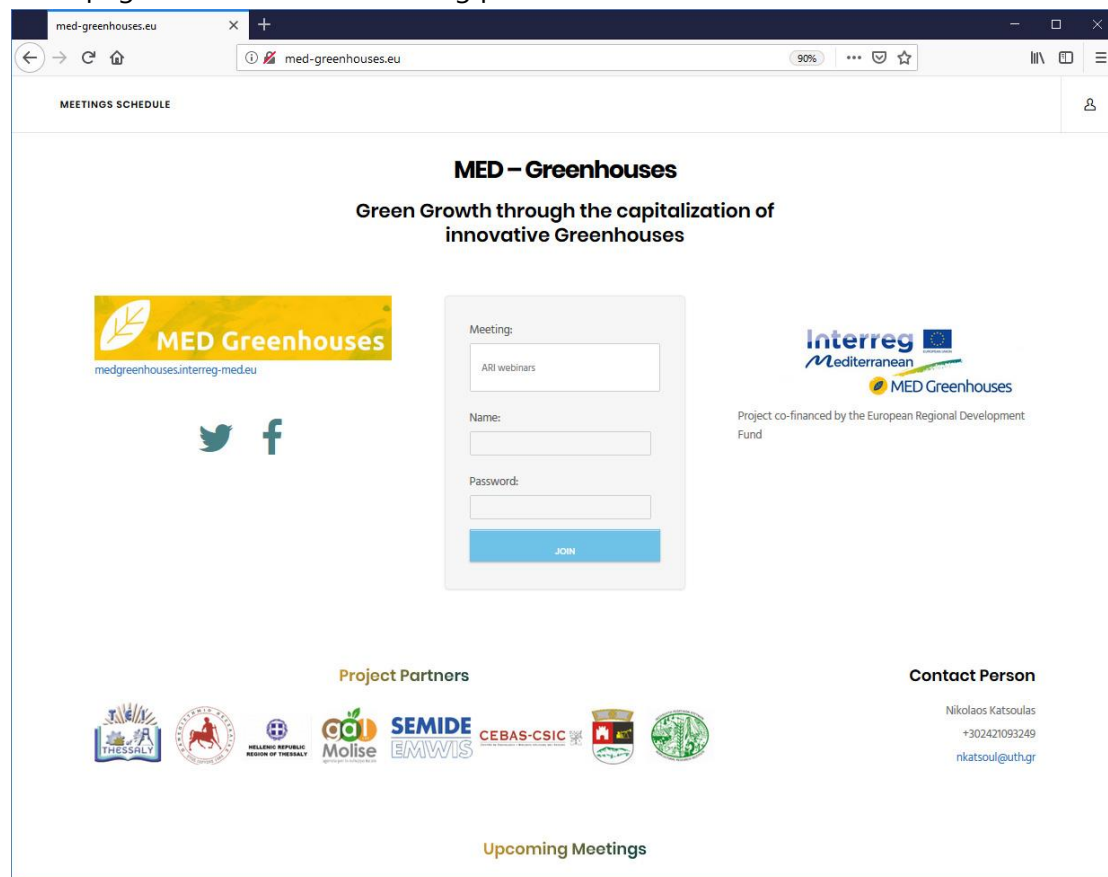 med-greenhouses.eu
med-greenhouses.eu
90%
MEETINGS SCHEDULE
MED – Greenhouses
Green Growth through the capitalization of
innovative Greenhouses
MED Greenhouses
medgreenhouses.interreg-med.eu
Meeting:
ARI webinars
Name:
Password:
JOIN
Interreg
EUROPEAN UNION
Mediterranean
MED Greenhouses
Project co-financed by the European Regional Development
Fund
Project Partners
T.E.I.
THESSALY
HELLENIC REPUBLIC
REGION OF THESSALY
Molise
SEMIDE
EMWIS
CEBAS-CSIC
Contact Person
Nikolaos Katsoulas
+302421093249
nkatsoul@uth.gr
Upcoming Meetings